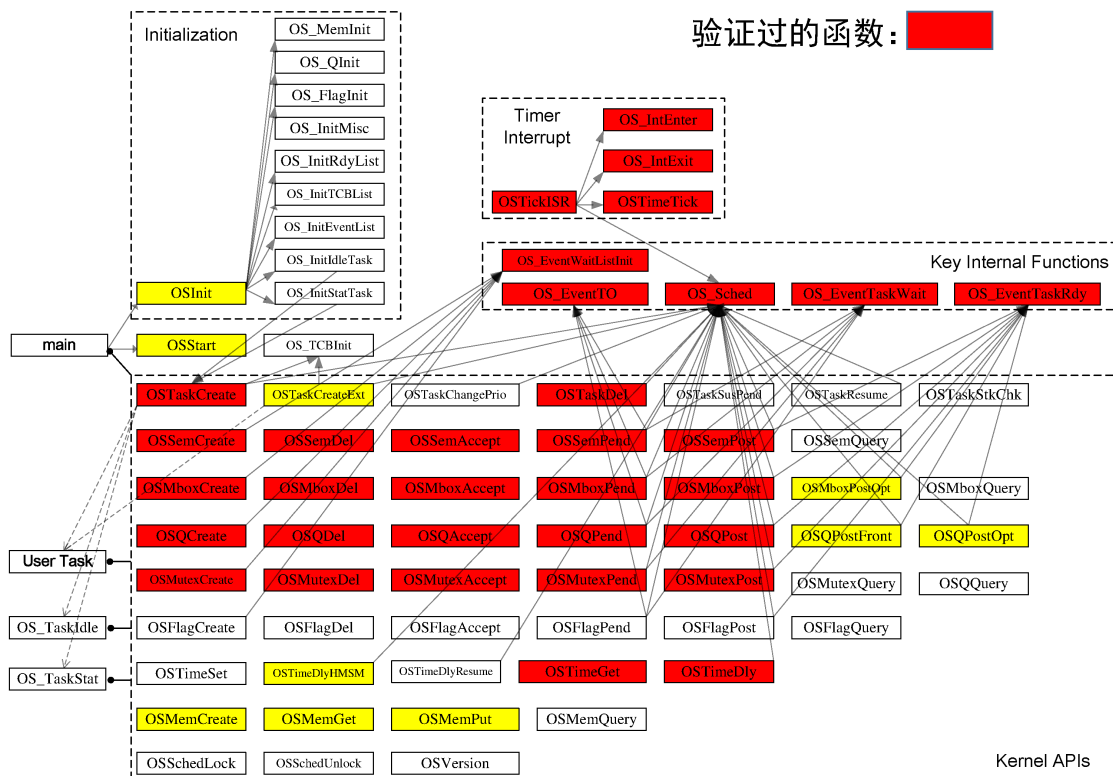 Initialization
OS_MemInit
OS_QInit
OS_FlagInit
OS_InitMisc
OS_InitRdyList
OS_InitTCBList
OS_InitEventList
OS_InitIdleTask
OSInit
OS_InitStatTask
验证过的函数:
Timer
Interrupt
OS_IntEnter
OS_IntExit
OSTickISR
OSTimeTick
OS_EventWaitListInit
Key Internal Functions
OS_EventTO
OS_Sched
OS_EventTaskWait
OS_EventTaskRdy
main
OSStart
OS_TCBInit
OSTaskCreate
OSTaskCreateExt
OSTaskChangePrio
OSTaskDel
OSTaskSusPend
OSTaskResume
OSTaskStkChk
OSSemCreate
OSSemDel
OSSemAccept
OSSemPend
OSSemPost
OSSemQuery
OSMboxCreate
OSMboxDel
OSMboxAccept
OSMboxPend
OSMboxPost
OSMboxPostOpt
OSMboxQuery
OSQCreate
OSQDel
OSQAccept
OSQPend
OSQPost
OSQPostFront
OSQPostOpt
User Task
OSMutexCreate
OSMutexDel
OSMutexAccept
OSMutexPend
OSMutexPost
OSMutexQuery
OSQQuery
OS_TaskIdle
OSFlagCreate
OSFlagDel
OSFlagAccept
OSFlagPend
OSFlagPost
OSFlagQuery
OS_TaskStat
OSTimeSet
OSTimeDlyHMSM
OSTimeDlyResume
OSTimeGet
OSTimeDly
OSMemCreate
OSMemGet
OSMemPut
OSMemQuery
OSSchedLock
OSSchedUnlock
OSVersion
Kernel APIs